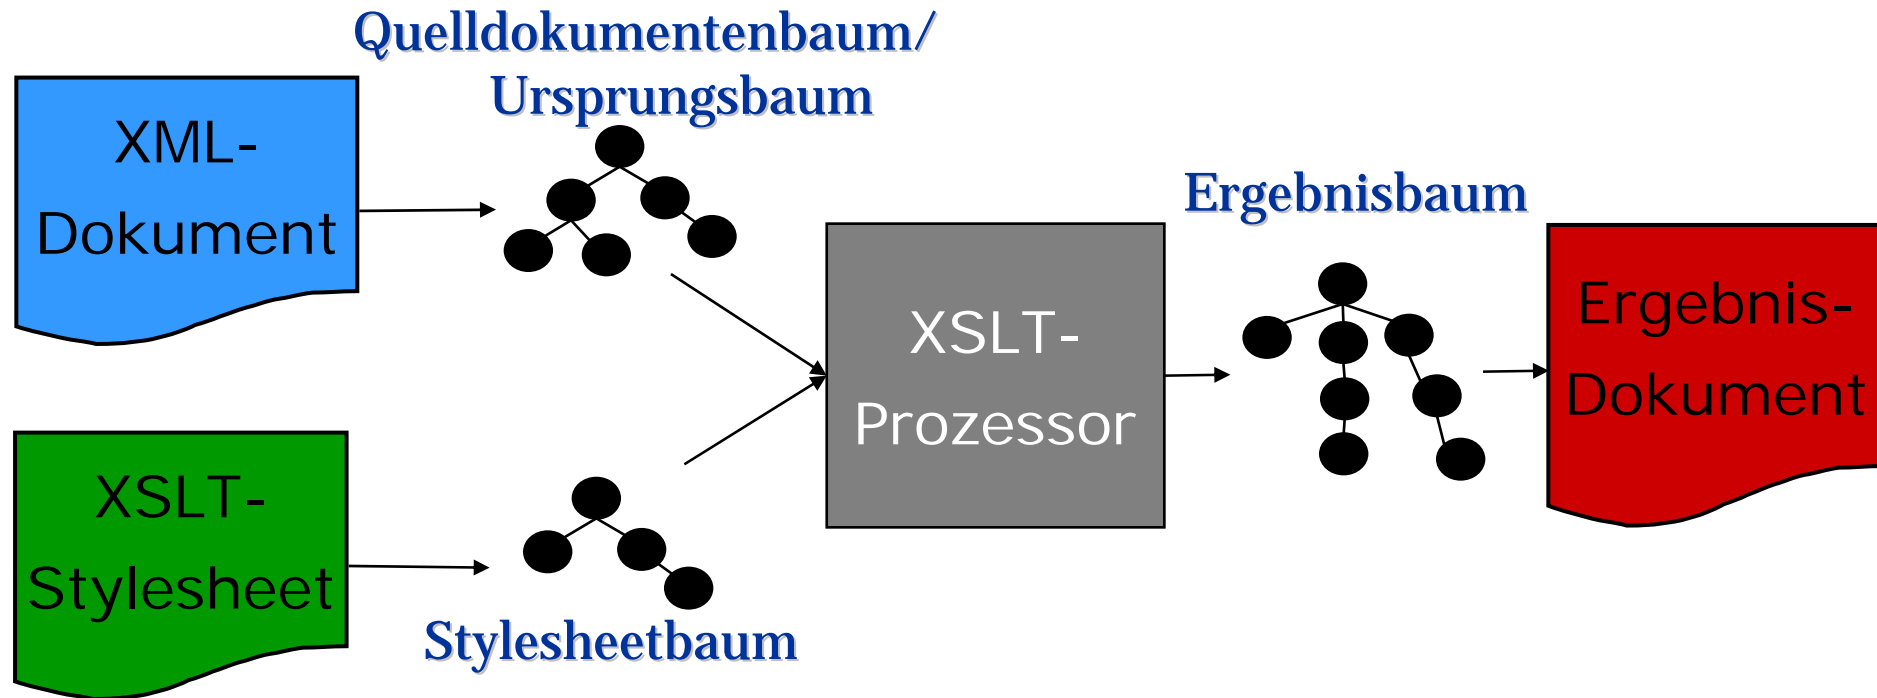 Quelldokumentenbaum/
Ursprungsbaum
XML-
Dokument
Ergebnisbaum
XSLT-
Prozessor
Ergebnis-
Dokument
XSLT-
Stylesheet
Stylesheetbaum